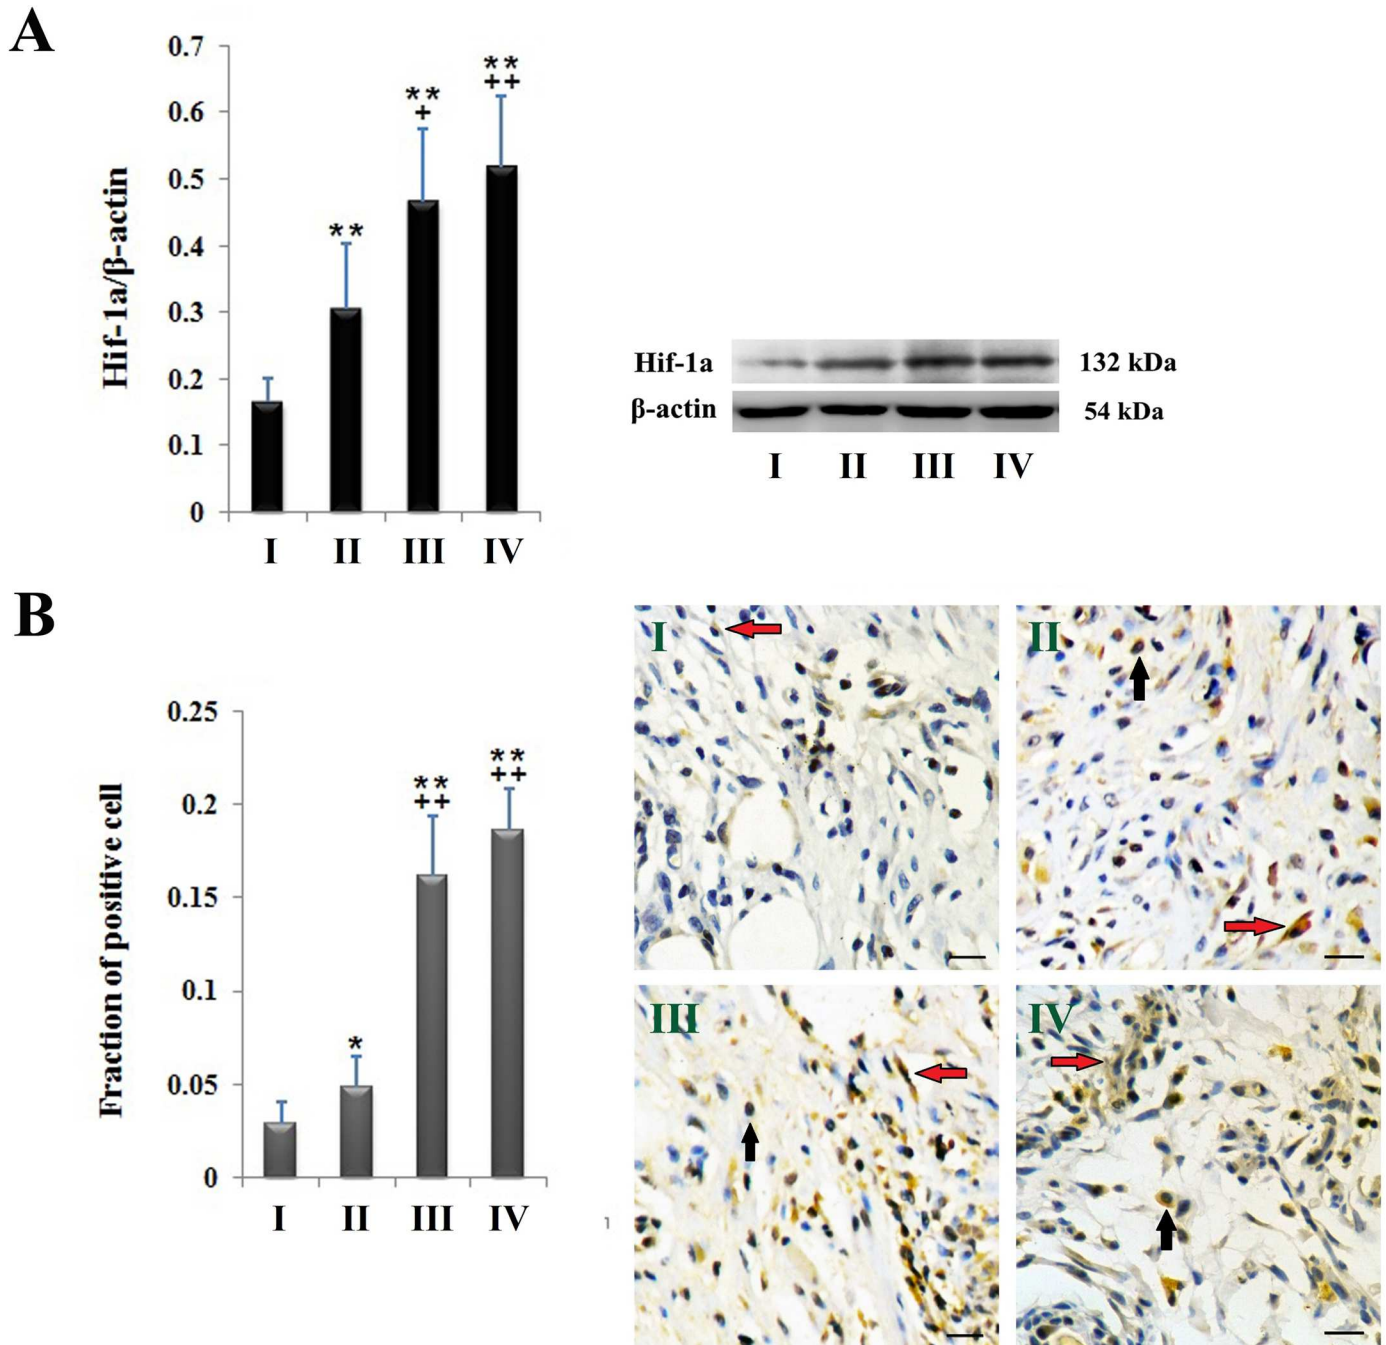 A
Hif-1a/β-actin
0.7
0.6
0.5
0.4
0.3
0.2
0.1
0
**
**
+
**
++
I II III IV
Hif-1a 132 kDa
β-actin 54 kDa
I II III IV
B
Fraction of positive cell
0.25
0.2
0.15
0.1
0.05
0
*
**
++
**
++
I II III IV
I
II
III
IV